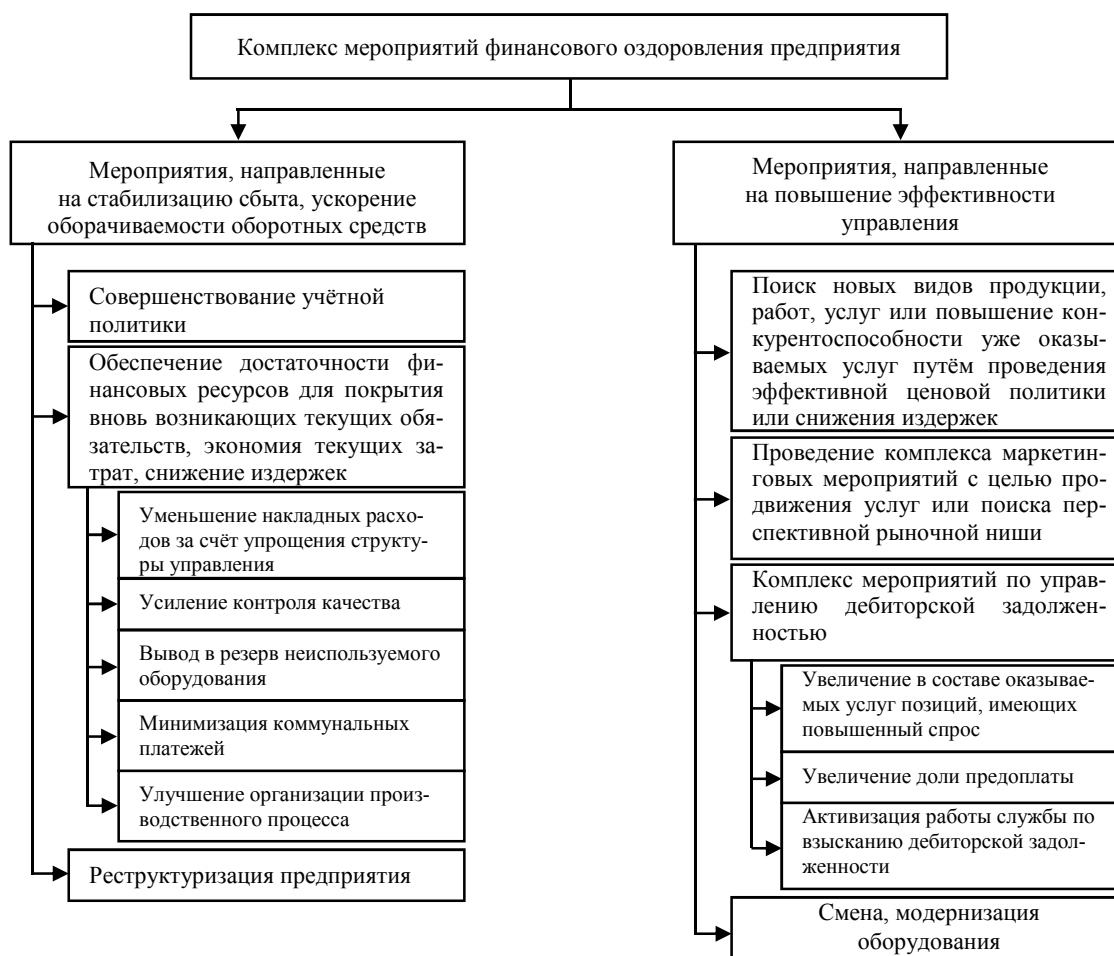 Комплекс мероприятий финансового оздоровления предприятия
Мероприятия, направленные
на стабилизацию сбыта, ускорение
оборачиваемости оборотных средств
Совершенствование учётной
политики
Обеспечение достаточности фи-
нансовых ресурсов для покрытия
вновь возникающих текущих обя-
зательств, экономия текущих за-
трат, снижение издержек
Уменьшение накладных расхо-
дов за счёт упрощения структу-
ры управления
Усиление контроля качества
Вывод в резерв неиспользуемого
оборудования
Минимизация коммунальных
платежей
Улучшение организации произ-
водственного процесса
Реструктуризация предприятия
Мероприятия, направленные
на повышение эффективности
управления
Поиск новых видов продукции,
работ, услуг или повышение кон-
курентоспособности уже оказы-
ваемых услуг путём проведения
эффективной ценовой политики
или снижения издержек
Проведение комплекса маркетин-
говых мероприятий с целью про-
движения услуг или поиска пер-
спективной рыночной ниши
Комплекс мероприятий по управ-
лению дебиторской задолжен-
ностью
Увеличение в составе оказывае-
мых услуг позиций, имеющих
повышенный спрос
Увеличение доли предоплаты
Активизация работы службы по
взысканию дебиторской задол-
женности
Смена, модернизация
оборудования